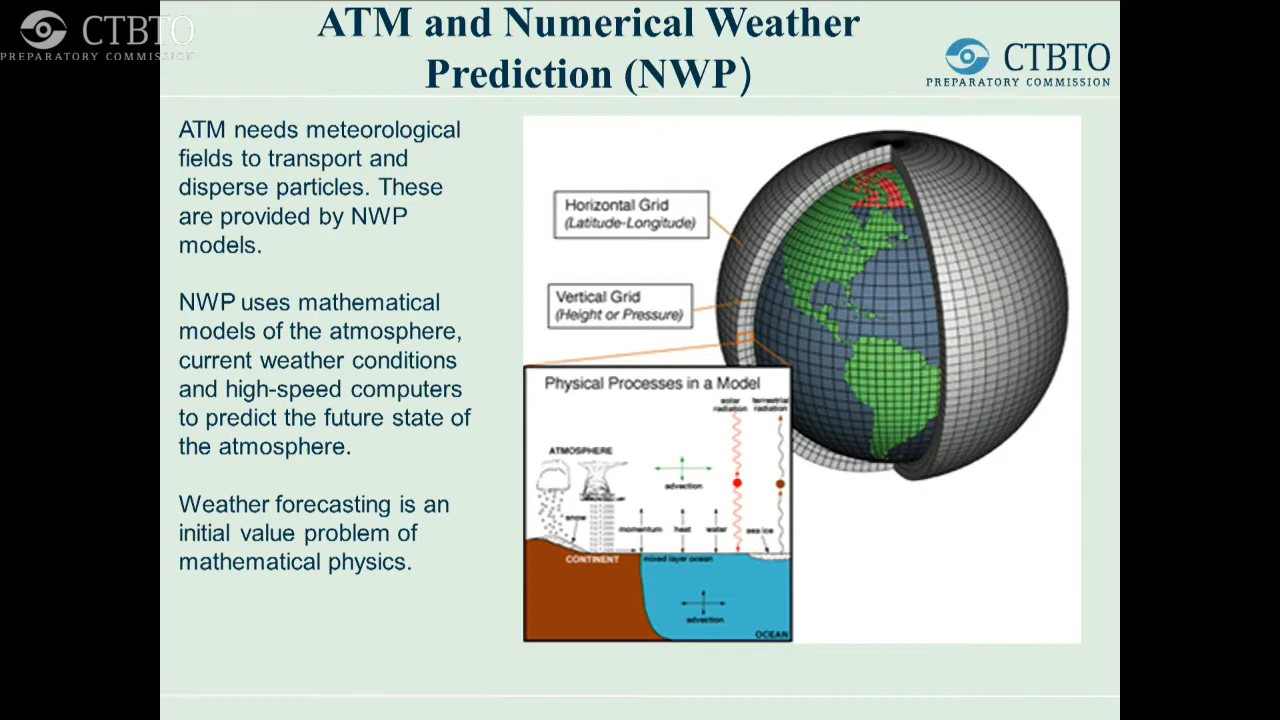 CTBTO
PREPARATORY COMMISSION
ATM and Numerical Weather
Prediction (NWP)
CTBTO
PREPARATORY COMMISSION
ATM needs meteorological
fields to transport and
disperse particles. These
are provided by NWP
models.
NWP uses mathematical
models of the atmosphere,
current weather conditions
and high-speed computers
to predict the future state of
the atmosphere.
Weather forecasting is an
initial value problem of
mathematical physics.
Horizontal Grid
(Latitude-Longitude)
Vertical Grid
(Height or Pressure)
Physical Processes in a Model
solar
radiation
terrestrial
radiation
ATMOSPHERE
advection
snow
momentum
heat
water
sea ice
CONTINENT
mixed layer ocean
advection
OCEAN